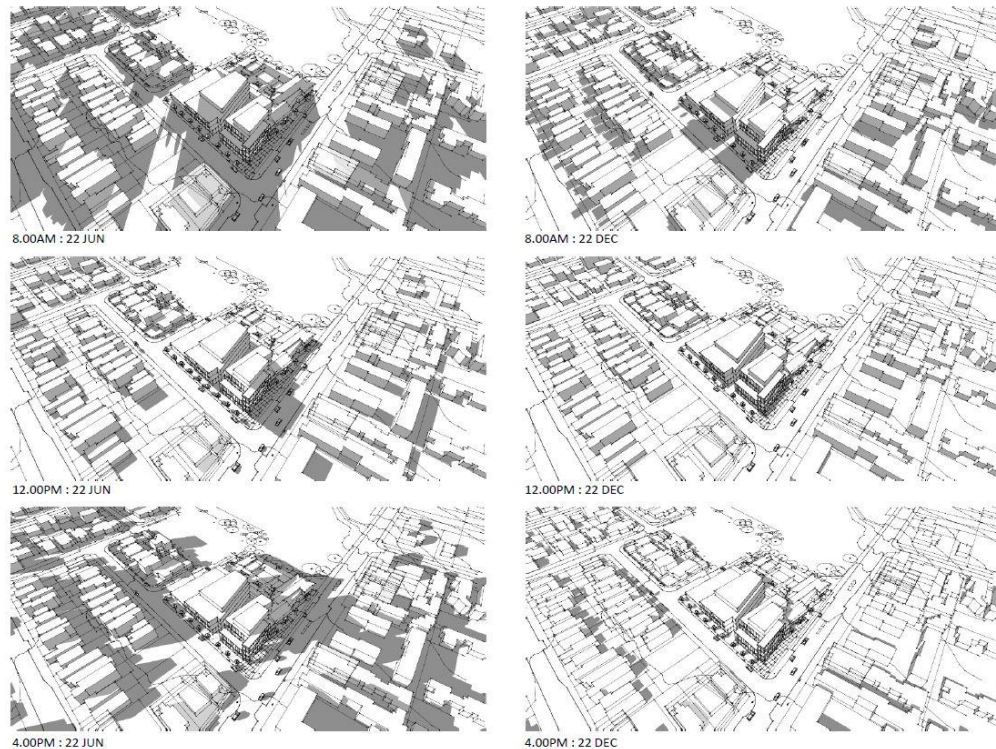 8.00AM : 22 JUN
8.00AM : 22 DEC
12.00PM : 22 JUN
12.00PM : 22 DEC
4.00PM : 22 JUN
4.00PM : 22 DEC